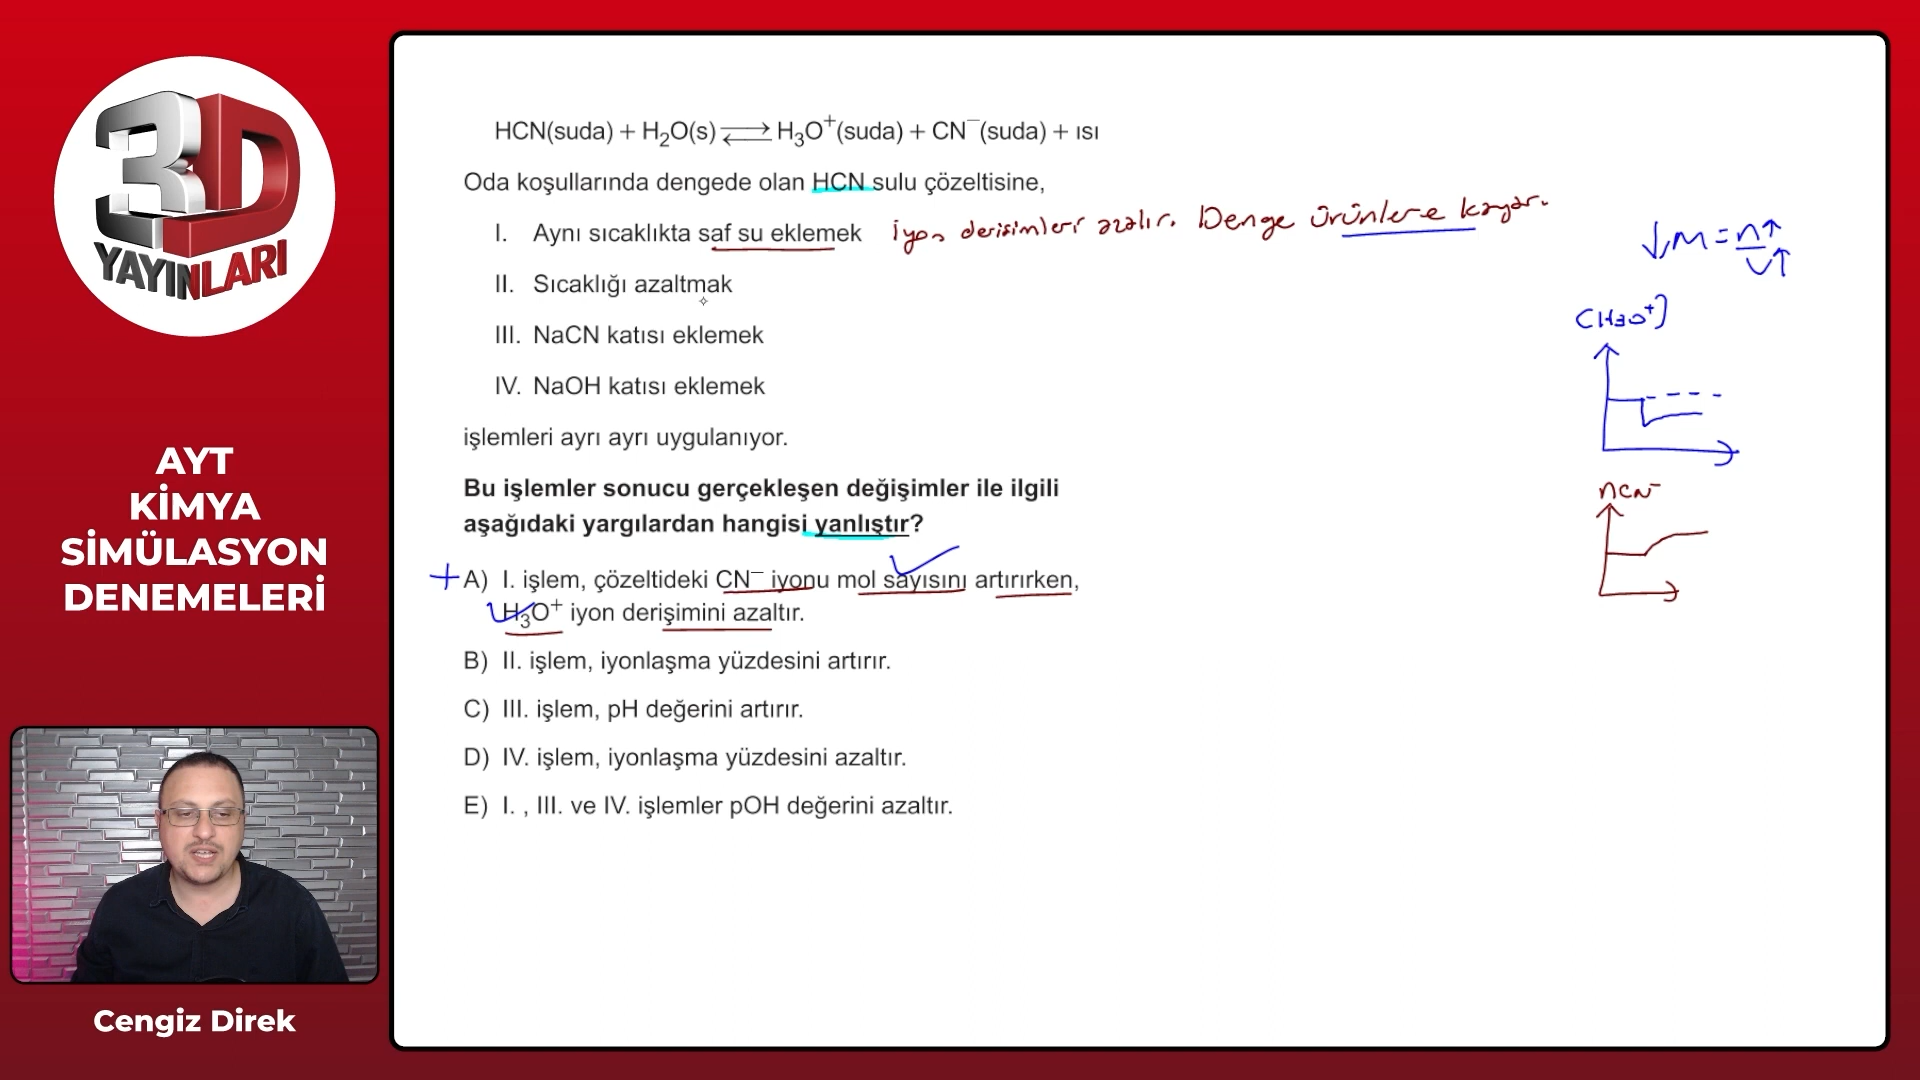 3D
YAYINLARI
AYT
KİMYA
SİMÜLASYON
DENEMELERİ
Cengiz Direk
HCN(suda) + H₂O(s) ⇌ H₃O⁺(suda) + CN⁻(suda) + ısı
Oda koşullarında dengede olan HCN sulu çözeltisine,
I. Aynı sıcaklıkta saf su eklemek İyon derişimleri azalır. Denge ürünlere kayar.
II. Sıcaklığı azaltmak
III. NaCN katısı eklemek
IV. NaOH katısı eklemek
işlemleri ayrı ayrı uygulanıyor.
Bu işlemler sonucu gerçekleşen değişimler ile ilgili
aşağıdaki yargılardan hangisi yanlıştır?
+ A) I. işlem, çözeltideki CN⁻ iyonu mol sayısını artırırken,
H₃O⁺ iyon derişimini azaltır.
B) II. işlem, iyonlaşma yüzdesini artırır.
C) III. işlem, pH değerini artırır.
D) IV. işlem, iyonlaşma yüzdesini azaltır.
E) I. , III. ve IV. işlemler pOH değerini azaltır.
↓M = n↑
V↑
[H₃O⁺]
nCN⁻